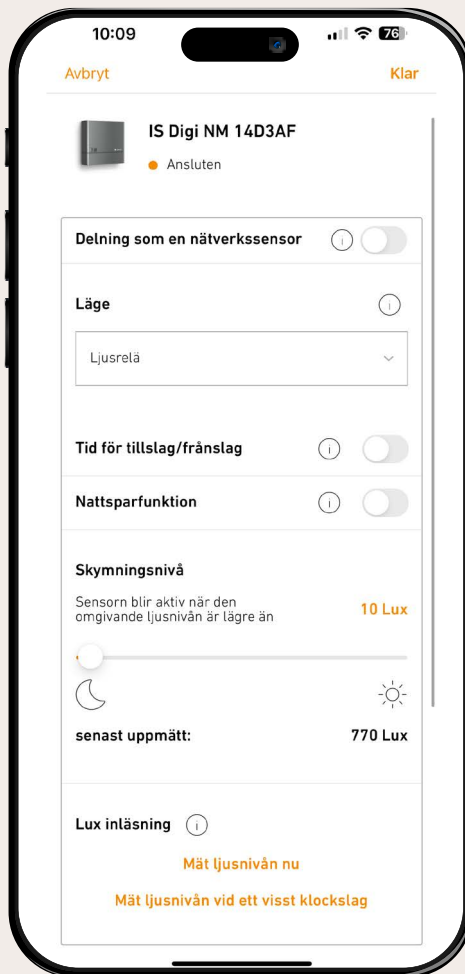 10:09
76
Avbryt
Klar
IS Digi NM 14D3AF
Ansluten
Delning som en nätverkssensor
Läge
Ljusrelä
Tid för tillslag/frånslag
Nattsparfunktion
Skymningsnivå
Sensorn blir aktiv när den
omgivande ljusnivån är lägre än
10 Lux
senast uppmätt:
770 Lux
Lux inläsning
Mät ljusnivån nu
Mät ljusnivån vid ett visst klockslag